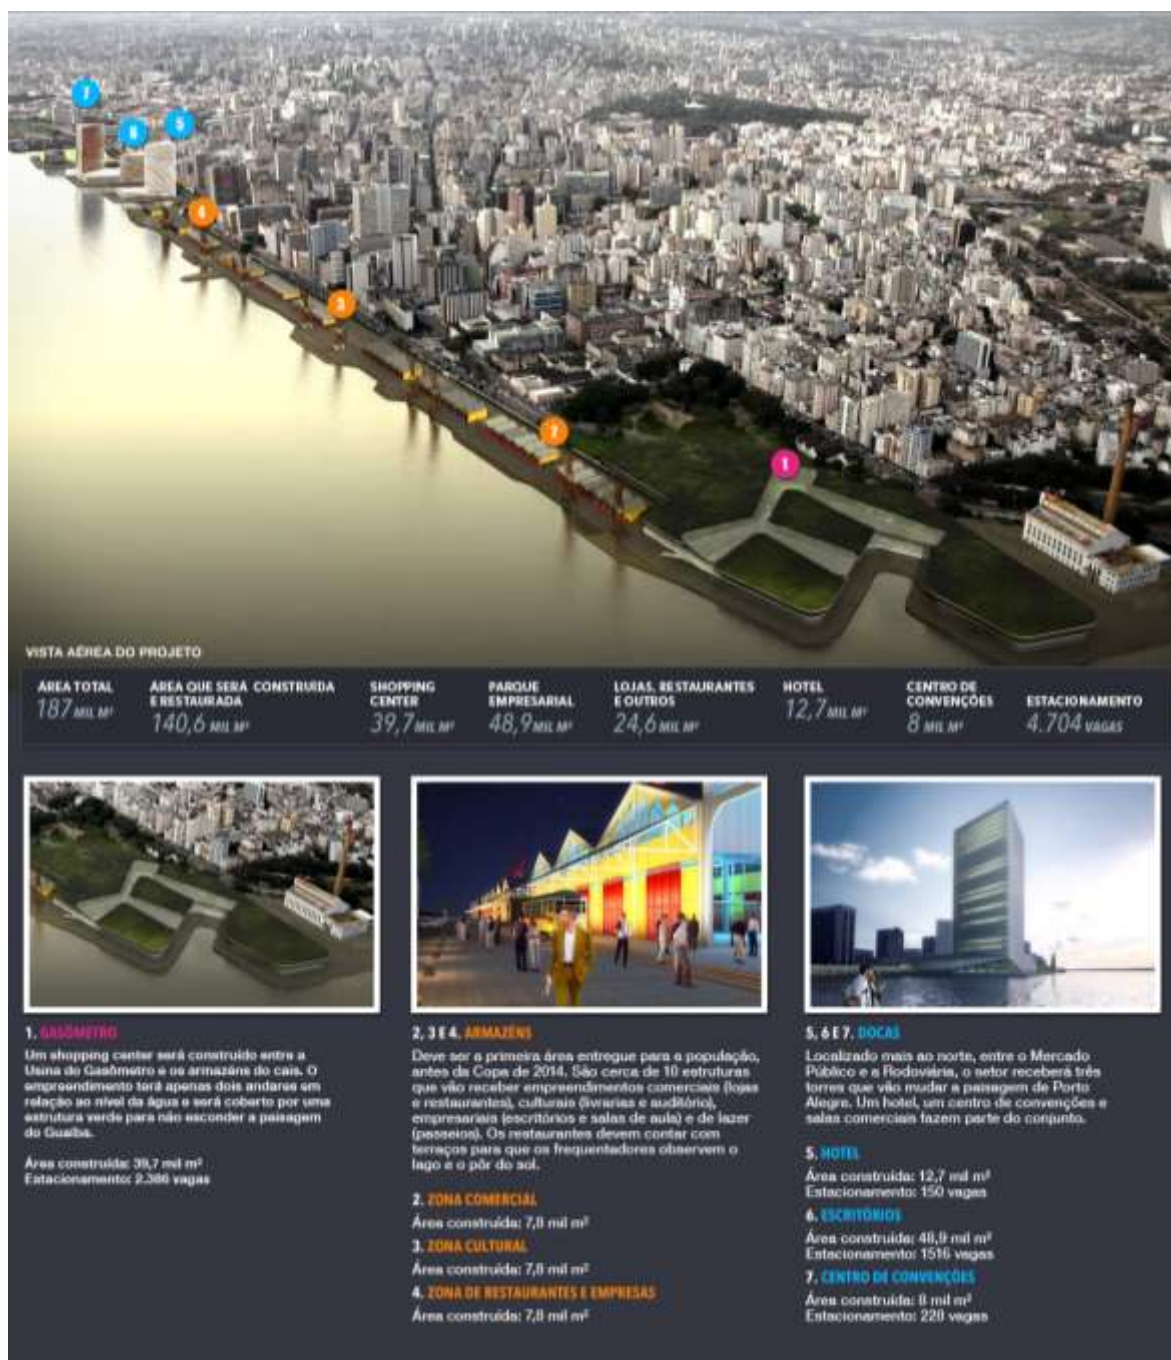 7
6
5
4
3
2
1
VISTA AÉREA DO PROJETO
ÁREA TOTAL
187 MIL M²
ÁREA QUE SERÁ CONSTRUÍDA
E RESTAURADA
140,6 MIL M²
SHOPPING
CENTER
39,7 MIL M²
PARQUE
EMPRESARIAL
48,9 MIL M²
LOJAS, RESTAURANTES
E OUTROS
24,6 MIL M²
HOTEL
12,7 MIL M²
CENTRO DE
CONVENÇÕES
8 MIL M²
ESTACIONAMENTO
4.704 VAGAS
1. GASÔMETRO
Um shopping center será construído entre a
Usina do Gasômetro e os armazéns do cais. O
empreendimento terá apenas dois andares em
relação ao nível da água e será coberto por uma
estrutura verde para não esconder a paisagem
do Guaíba.
Área construída: 39,7 mil m²
Estacionamento: 2.386 vagas
2, 3 E 4. ARMAZÉNS
Deve ser a primeira área entregue para a população,
antes da Copa de 2014. São cerca de 10 estruturas
que vão receber empreendimentos comerciais (lojas
e restaurantes), culturais (livrarias e auditório),
empresariais (escritórios e salas de aula) e de lazer
(passeios). Os restaurantes devem contar com
terraços para que os frequentadores observem o
lago e o pôr do sol.
2. ZONA COMERCIAL
Área construída: 7,8 mil m²
3. ZONA CULTURAL
Área construída: 7,8 mil m²
4. ZONA DE RESTAURANTES E EMPRESAS
Área construída: 7,8 mil m²
5, 6 E 7. DOCAS
Localizado mais ao norte, entre o Mercado
Público e a Rodoviária, o setor receberá três
torres que vão mudar a paisagem de Porto
Alegre. Um hotel, um centro de convenções e
salas comerciais fazem parte do conjunto.
5. HOTEL
Área construída: 12,7 mil m²
Estacionamento: 150 vagas
6. ESCRITÓRIOS
Área construída: 48,9 mil m²
Estacionamento: 1516 vagas
7. CENTRO DE CONVENÇÕES
Área construída: 8 mil m²
Estacionamento: 228 vagas